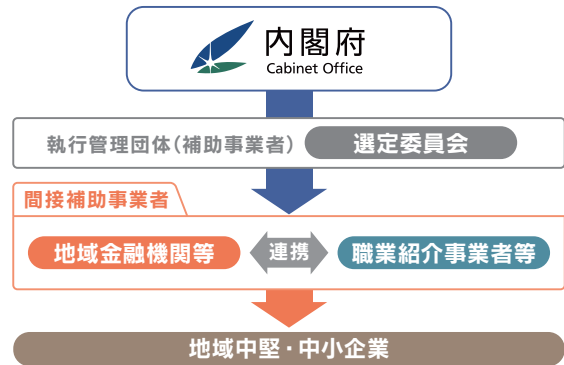 内閣府
Cabinet Office
執行管理団体(補助事業者) 選定委員会
間接補助事業者
地域金融機関等 連携 職業紹介事業者等
地域中堅・中小企業